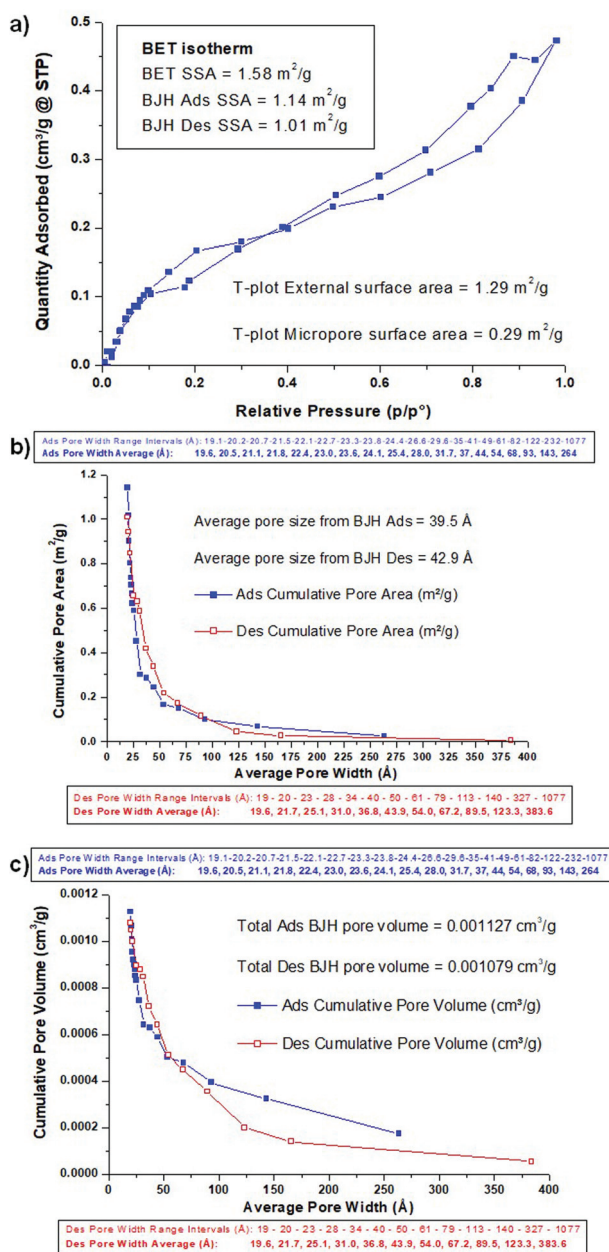 a)
0.5
0.4
0.3
0.2
0.1
0.0
Quantity Adsorbed (cm³/g @ STP)
BET isotherm
BET SSA = 1.58 m²/g
BJH Ads SSA = 1.14 m²/g
BJH Des SSA = 1.01 m²/g
T-plot External surface area = 1.29 m²/g
T-plot Micropore surface area = 0.29 m²/g
0.0 0.2 0.4 0.6 0.8 1.0
Relative Pressure (p/p°)
b)
Ads Pore Width Range Intervals (Å): 19.1-20.2-20.7-21.5-22.1-22.7-23.3-23.8-24.4-26.6-29.6-35-41-49-61-82-122-232-1077
Ads Pore Width Average (Å): 19.6, 20.5, 21.1, 21.8, 22.4, 23.0, 23.6, 24.1, 25.4, 28.0, 31.7, 37, 44, 54, 68, 93, 143, 264
1.2
1.0
0.8
0.6
0.4
0.2
0.0
Cumulative Pore Area (m²/g)
Average pore size from BJH Ads = 39.5 Å
Average pore size from BJH Des = 42.9 Å
Ads Cumulative Pore Area (m²/g)
Des Cumulative Pore Area (m²/g)
0 25 50 75 100 125 150 175 200 225 250 275 300 325 350 375 400
Average Pore Width (Å)
Des Pore Width Range Intervals (Å): 19 - 20 - 23 - 28 - 34 - 40 - 50 - 61 - 79 - 113 - 140 - 327 - 1077
Des Pore Width Average (Å): 19.6, 21.7, 25.1, 31.0, 36.8, 43.9, 54.0, 67.2, 89.5, 123.3, 383.6
c)
Ads Pore Width Range Intervals (Å): 19.1-20.2-20.7-21.5-22.1-22.7-23.3-23.8-24.4-26.6-29.6-35-41-49-61-82-122-232-1077
Ads Pore Width Average (Å): 19.6, 20.5, 21.1, 21.8, 22.4, 23.0, 23.6, 24.1, 25.4, 28.0, 31.7, 37, 44, 54, 68, 93, 143, 264
0.0012
0.0010
0.0008
0.0006
0.0004
0.0002
0.0000
Cumulative Pore Volume (cm³/g)
Total Ads BJH pore volume = 0.001127 cm³/g
Total Des BJH pore volume = 0.001079 cm³/g
Ads Cumulative Pore Volume (cm³/g)
Des Cumulative Pore Volume (cm³/g)
0 50 100 150 200 250 300 350 400
Average Pore Width (Å)
Des Pore Width Range Intervals (Å): 19 - 20 - 23 - 28 - 34 - 40 - 50 - 61 - 79 - 113 - 140 - 327 - 1077
Des Pore Width Average (Å): 19.6, 21.7, 25.1, 31.0, 36.8, 43.9, 54.0, 67.2, 89.5, 123.3, 383.6